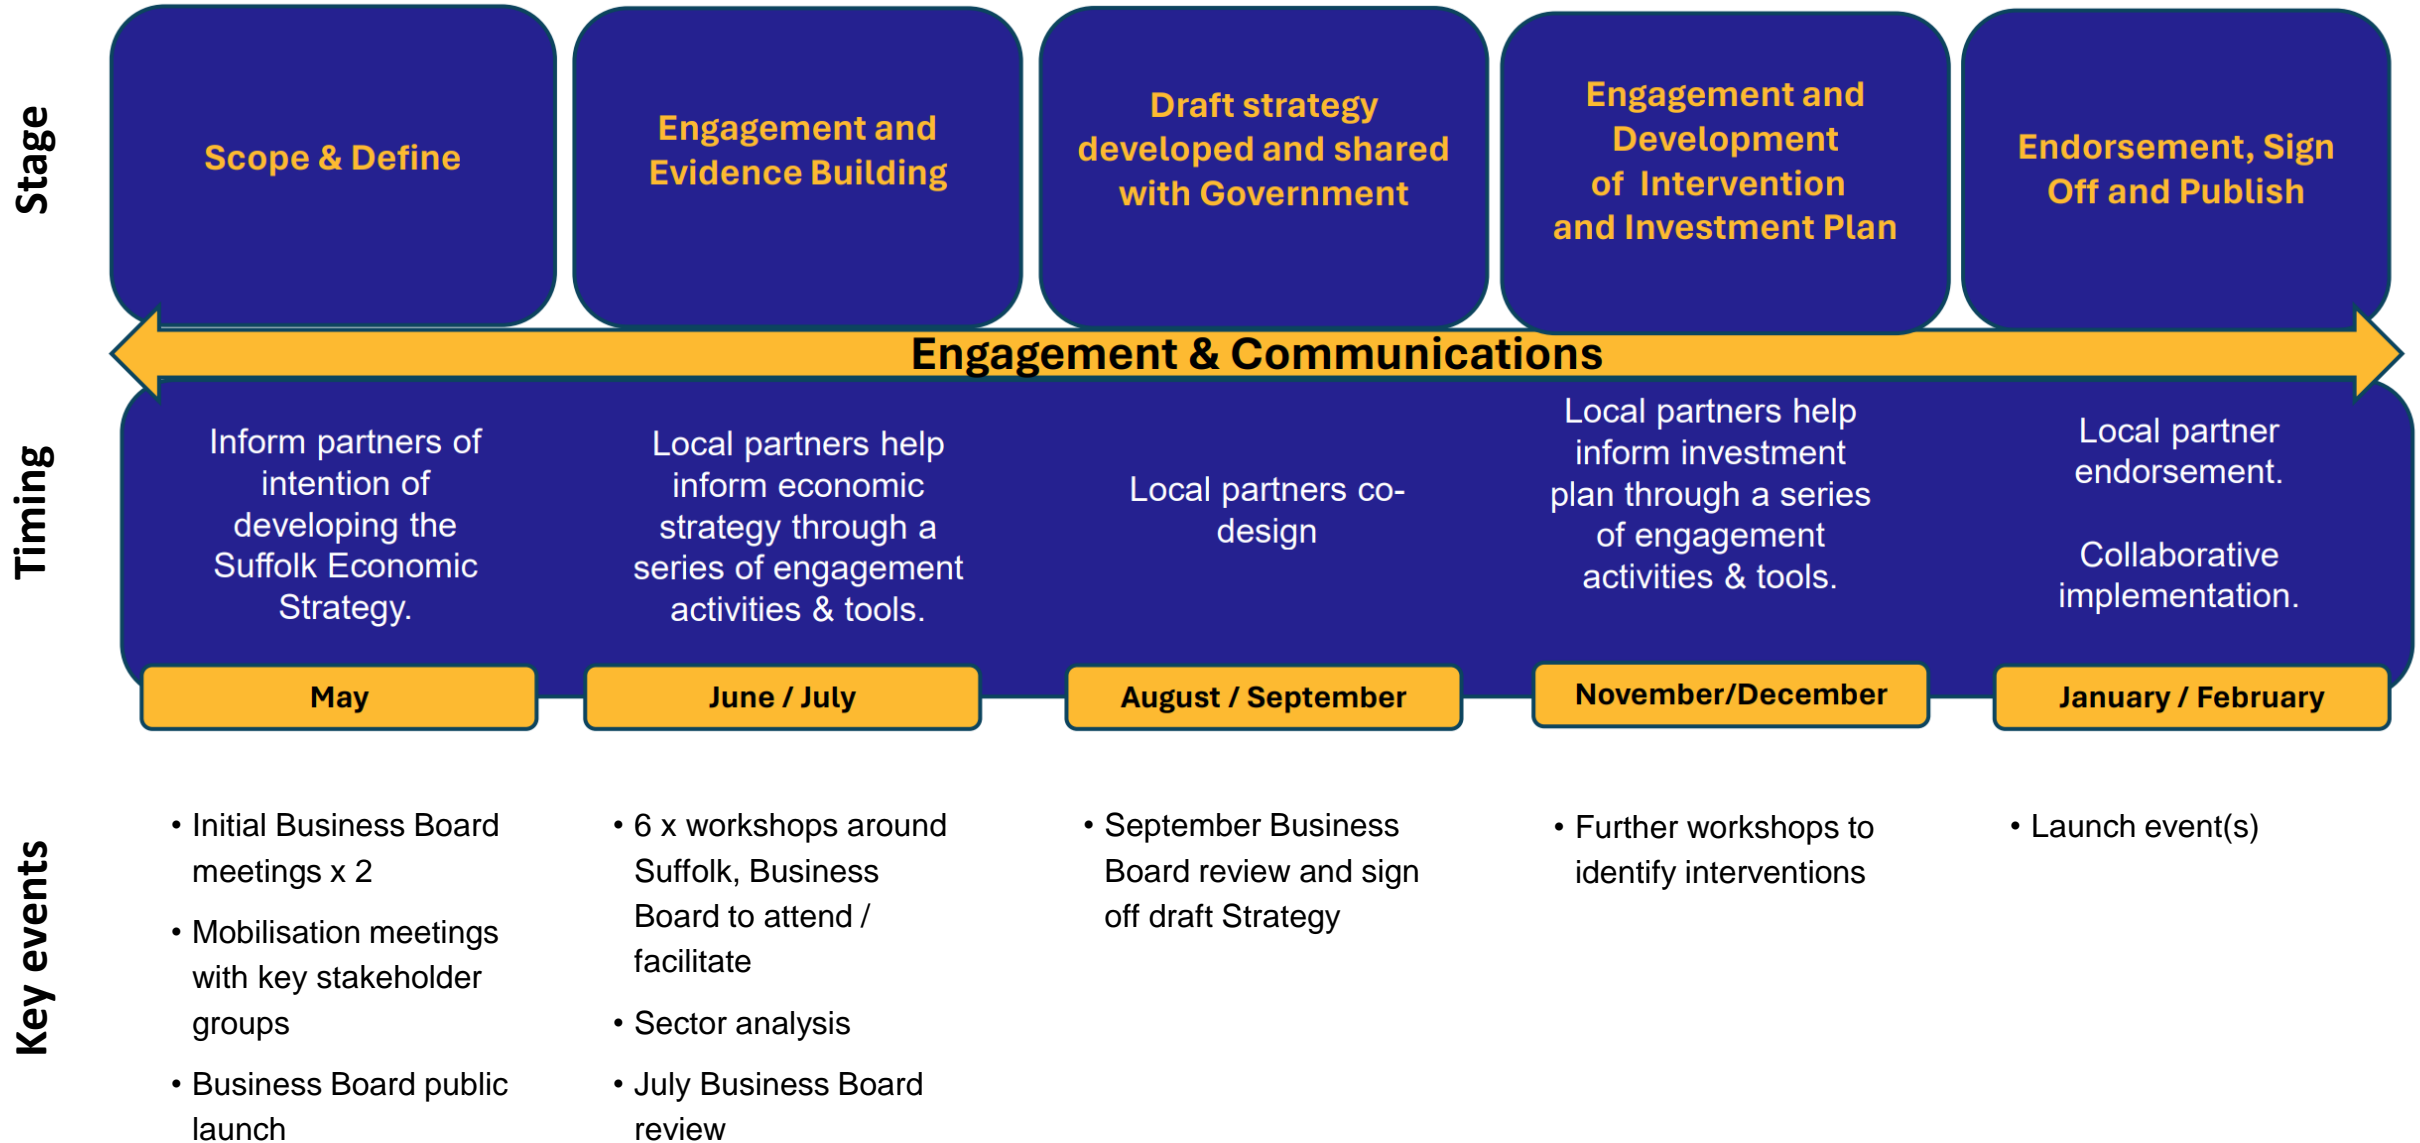 Stage
Scope & Define
Engagement and
Evidence Building
Draft strategy
developed and shared
with Government
Engagement and
Development
of Intervention
and Investment Plan
Endorsement, Sign
Off and Publish
Engagement & Communications
Timing
Inform partners of
intention of
developing the
Suffolk Economic
Strategy.
Local partners help
inform economic
strategy through a
series of engagement
activities & tools.
Local partners co-
design
Local partners help
inform investment
plan through a series
of engagement
activities & tools.
Local partner
endorsement.
Collaborative
implementation.
May
June / July
August / September
November/December
January / February
Key events
• Initial Business Board
meetings x 2
• Mobilisation meetings
with key stakeholder
groups
• Business Board public
launch
• 6 x workshops around
Suffolk, Business
Board to attend /
facilitate
• Sector analysis
• July Business Board
review
• September Business
Board review and sign
off draft Strategy
• Further workshops to
identify interventions
• Launch event(s)